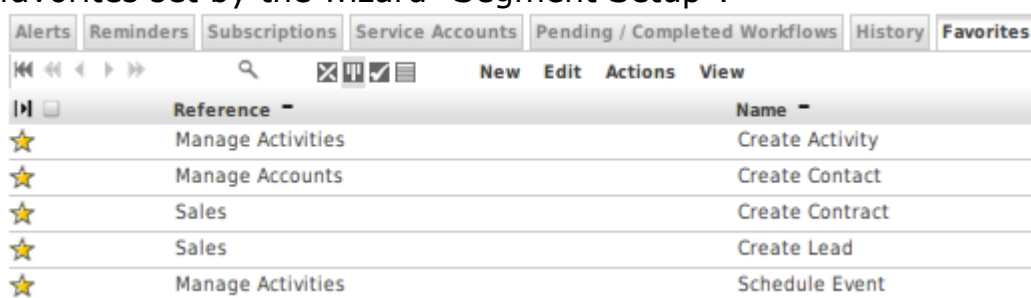 favorites set by the wizard "Segment Setup".
Alerts Reminders Subscriptions Service Accounts Pending / Completed Workflows History Favorites
New Edit Actions View
Reference Name
Manage Activities Create Activity
Manage Accounts Create Contact
Sales Create Contract
Sales Create Lead
Manage Activities Schedule Event